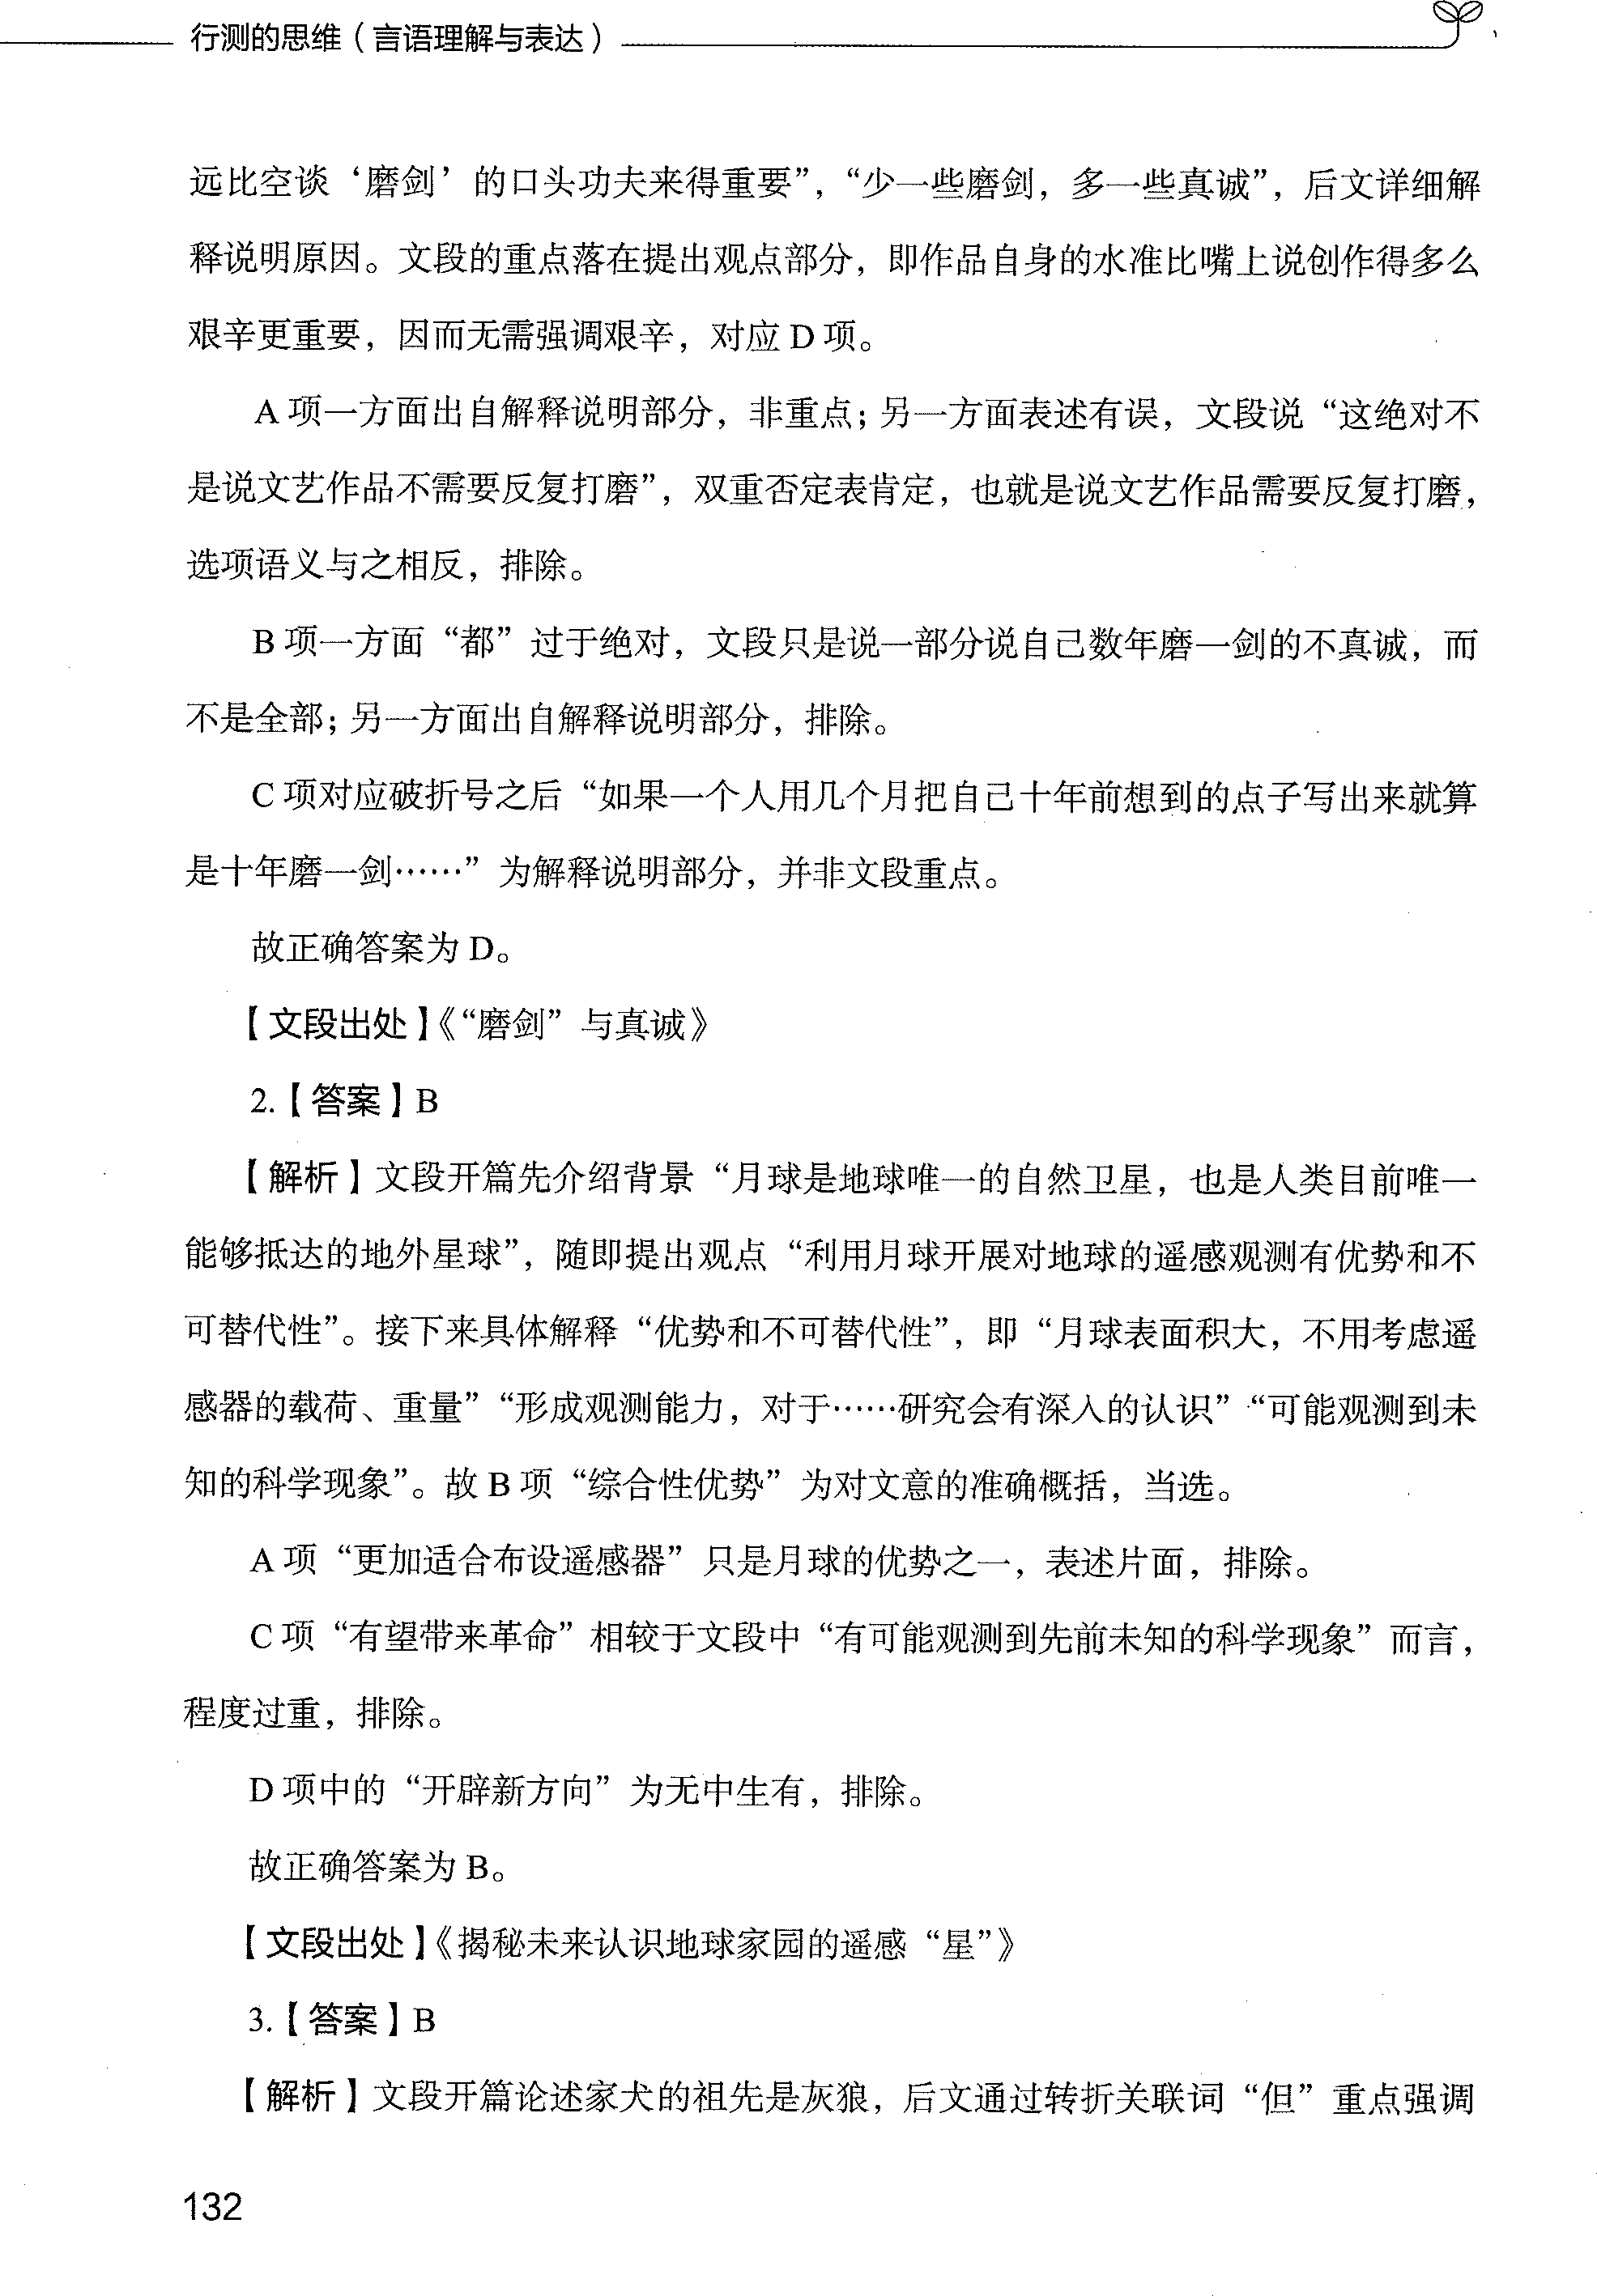 行测的思维（言语理解与表达）
远比空谈‘磨剑’的口头功夫来得重要”，“少一些磨剑，多一些真诚”，后文详细解
释说明原因。文段的重点落在提出观点部分，即作品自身的水准比嘴上说创作得多么
艰辛更重要，因而无需强调艰辛，对应 D 项。
A 项一方面出自解释说明部分，非重点；另一方面表述有误，文段说“这绝对不
是说文艺作品不需要反复打磨”，双重否定表肯定，也就是说文艺作品需要反复打磨，
选项语义与之相反，排除。
B 项一方面“都”过于绝对，文段只是说一部分说自己数年磨一剑的不真诚，而
不是全部；另一方面出自解释说明部分，排除。
C 项对应破折号之后“如果一个人用几个月把自己十年前想到的点子写出来就算
是十年磨一剑……”为解释说明部分，并非文段重点。
故正确答案为 D。
【文段出处】《“磨剑”与真诚》
2.【答案】B
【解析】文段开篇先介绍背景“月球是地球唯一的自然卫星，也是人类目前唯一
能够抵达的地外星球”，随即提出观点“利用月球开展对地球的遥感观测有优势和不
可替代性”。接下来具体解释“优势和不可替代性”，即“月球表面积大，不用考虑遥
感器的载荷、重量”“形成观测能力，对于……研究会有深入的认识”“可能观测到未
知的科学现象”。故 B 项“综合性优势”为对文意的准确概括，当选。
A 项“更加适合布设遥感器”只是月球的优势之一，表述片面，排除。
C 项“有望带来革命”相较于文段中“有可能观测到先前未知的科学现象”而言，
程度过重，排除。
D 项中的“开辟新方向”为无中生有，排除。
故正确答案为 B。
【文段出处】《揭秘未来认识地球家园的遥感“星”》
3.【答案】B
【解析】文段开篇论述家犬的祖先是灰狼，后文通过转折关联词“但”重点强调
132